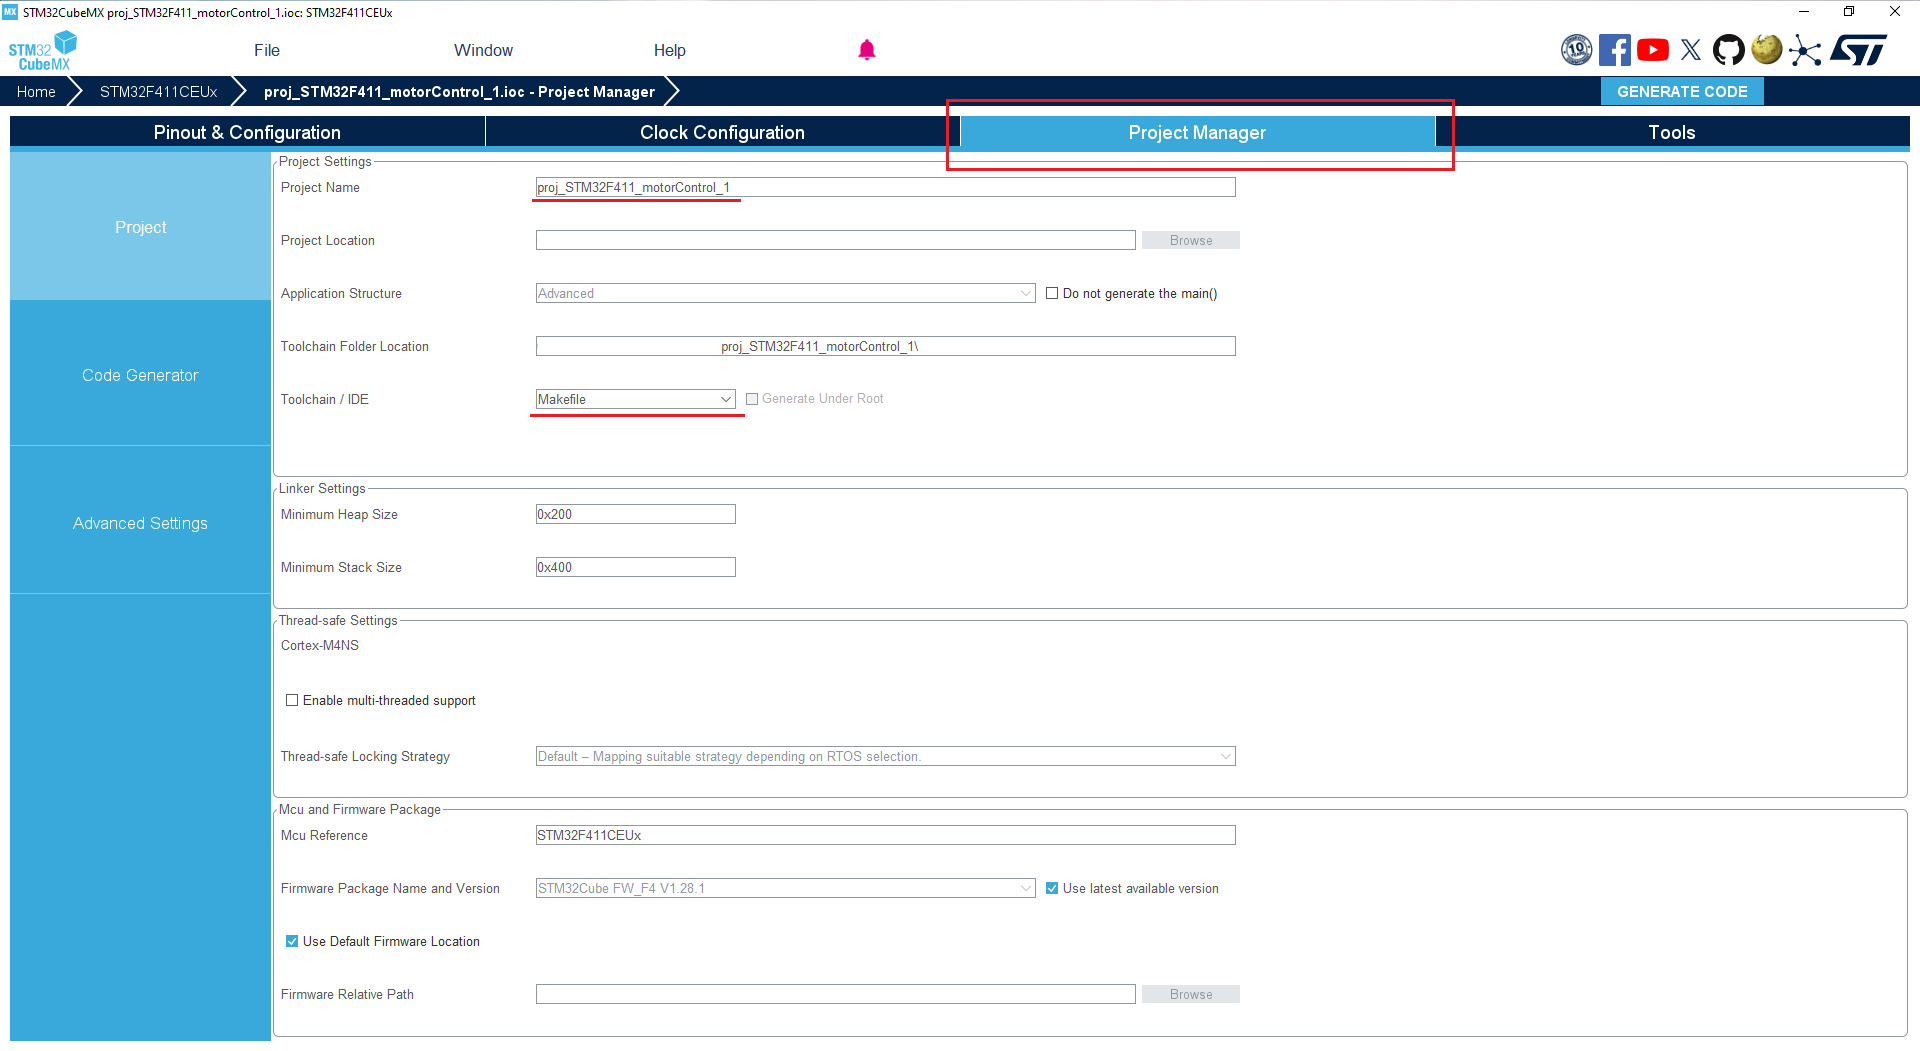 MX STM32CubeMX proj_STM32F411_motorControl_1.ioc: STM32F411CEUx
STM32
CubeMX
File
Window
Help
10
X
ST
Home
STM32F411CEUx
proj_STM32F411_motorControl_1.ioc - Project Manager
GENERATE CODE
Pinout & Configuration
Clock Configuration
Project Manager
Tools
Project
Code Generator
Advanced Settings
Project Settings
Project Name
proj_STM32F411_motorControl_1
Project Location
Browse
Application Structure
Advanced
Do not generate the main()
Toolchain Folder Location
proj_STM32F411_motorControl_1\
Toolchain / IDE
Makefile
Generate Under Root
Linker Settings
Minimum Heap Size
0x200
Minimum Stack Size
0x400
Thread-safe Settings
Cortex-M4NS
Enable multi-threaded support
Thread-safe Locking Strategy
Default – Mapping suitable strategy depending on RTOS selection.
Mcu and Firmware Package
Mcu Reference
STM32F411CEUx
Firmware Package Name and Version
STM32Cube FW_F4 V1.28.1
Use latest available version
Use Default Firmware Location
Firmware Relative Path
Browse